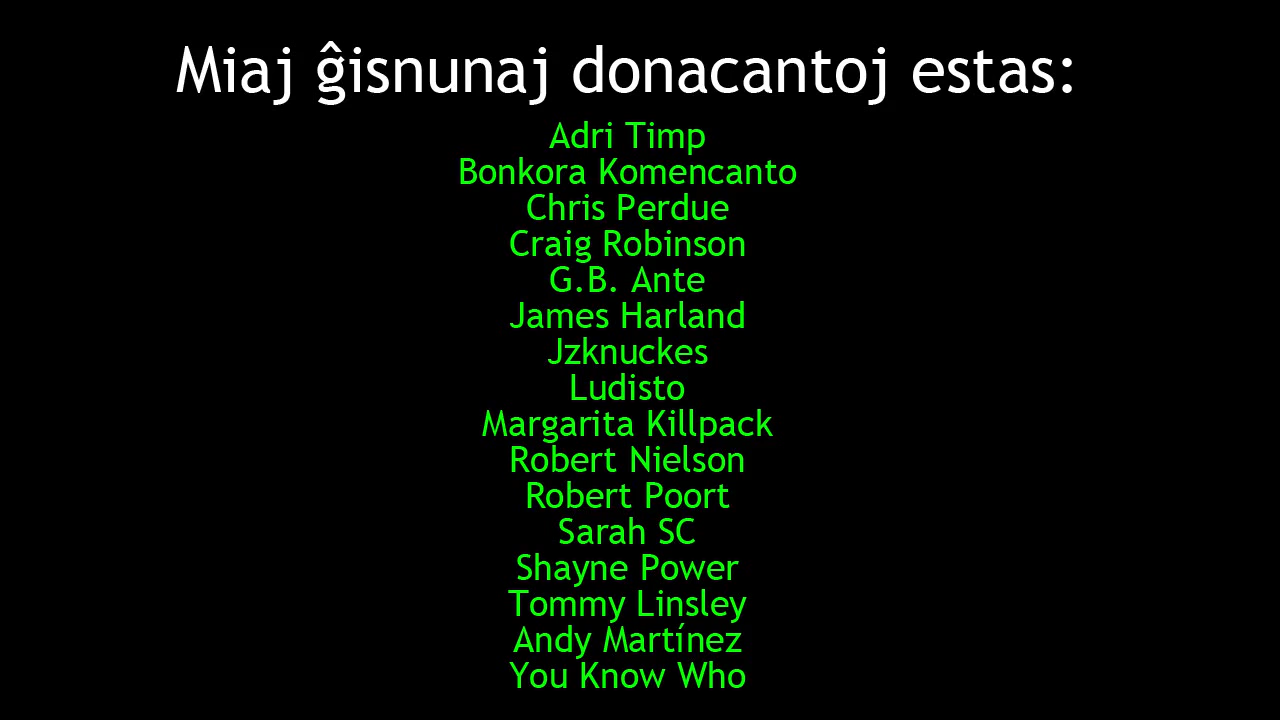 Miaj ĝisnunaj donacantoj estas:
Adri Timp
Bonkora Komencanto
Chris Perdue
Craig Robinson
G.B. Ante
James Harland
Jzknuckes
Ludisto
Margarita Killpack
Robert Nielson
Robert Poort
Sarah SC
Shayne Power
Tommy Linsley
Andy Martínez
You Know Who